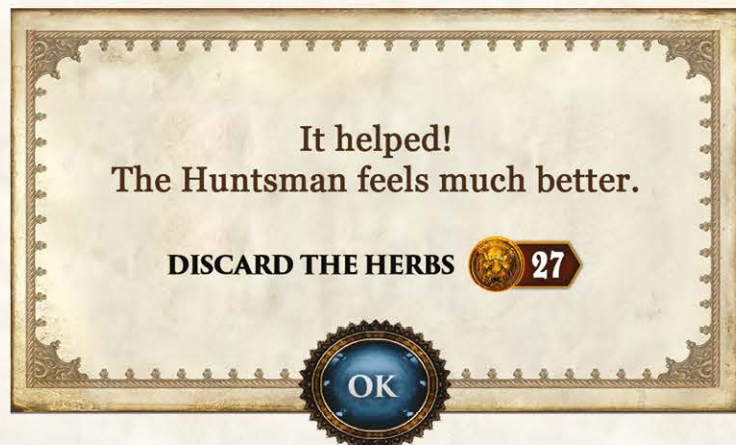 It helped!
The Huntsman feels much better.
DISCARD THE HERBS 27
OK